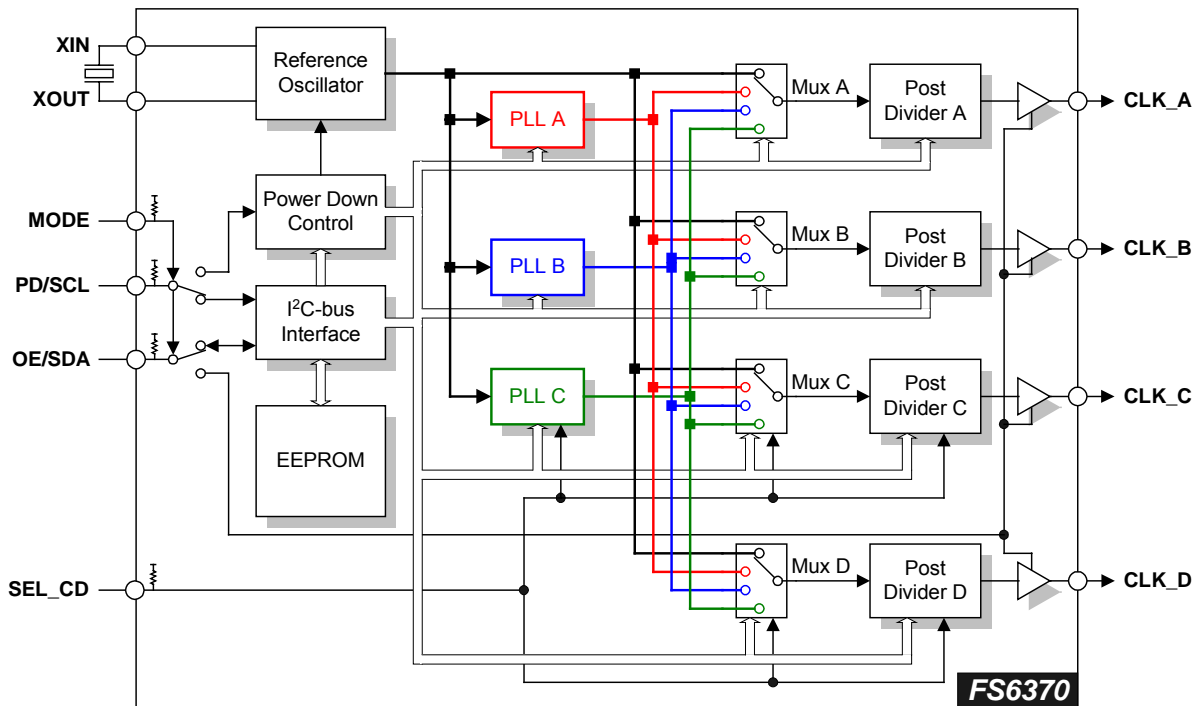 XIN
XOUT
Reference
Oscillator
PLL A
Mux A
Post
Divider A
CLK_A
MODE
Power Down
Control
PLL B
Mux B
Post
Divider B
CLK_B
PD/SCL
I²C-bus
Interface
OE/SDA
PLL C
Mux C
Post
Divider C
CLK_C
EEPROM
SEL_CD
Mux D
Post
Divider D
CLK_D
FS6370